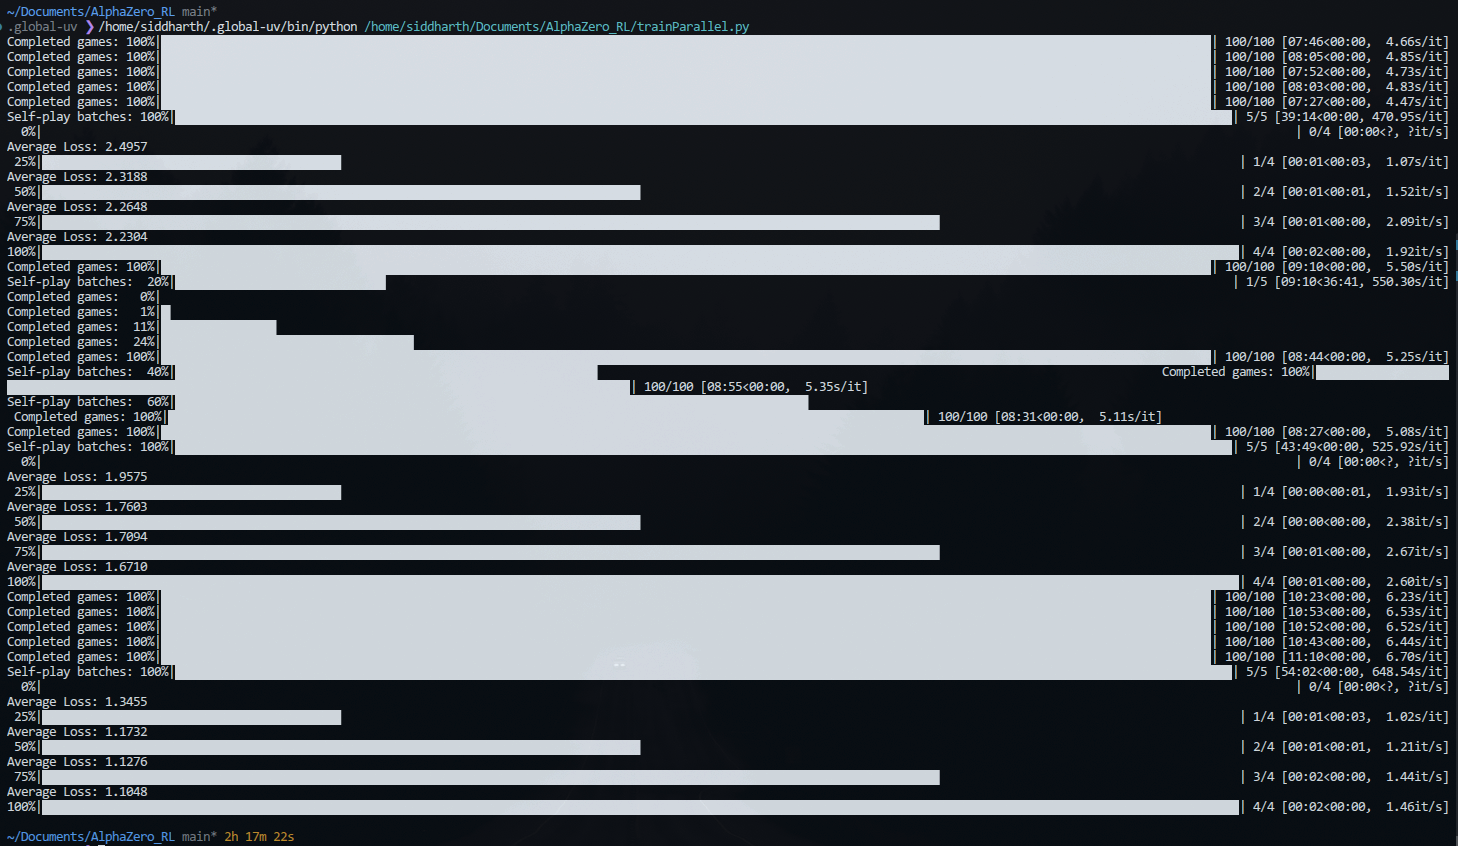 ~/Documents/AlphaZero_RL main*
.global-uv ❯/home/siddharth/.global-uv/bin/python /home/siddharth/Documents/AlphaZero_RL/trainParallel.py
Completed games: 100%| | 100/100 [07:46<00:00,  4.66s/it]
Completed games: 100%| | 100/100 [08:05<00:00,  4.85s/it]
Completed games: 100%| | 100/100 [07:52<00:00,  4.73s/it]
Completed games: 100%| | 100/100 [08:03<00:00,  4.83s/it]
Completed games: 100%| | 100/100 [07:27<00:00,  4.47s/it]
Self-play batches: 100%| | 5/5 [39:14<00:00, 470.95s/it]
0%| | 0/4 [00:00<?, ?it/s]
Average Loss: 2.4957
25%| | 1/4 [00:01<00:03,  1.07s/it]
Average Loss: 2.3188
50%| | 2/4 [00:01<00:01,  1.52it/s]
Average Loss: 2.2648
75%| | 3/4 [00:01<00:00,  2.09it/s]
Average Loss: 2.2304
100%| | 4/4 [00:02<00:00,  1.92it/s]
Completed games: 100%| | 100/100 [09:10<00:00,  5.50s/it]
Self-play batches:  20%| | 1/5 [09:10<36:41, 550.30s/it]
Completed games:   0%|
Completed games:   1%|
Completed games:  11%|
Completed games:  24%|
Completed games: 100%| | 100/100 [08:44<00:00,  5.25s/it]
Self-play batches:  40%| Completed games: 100%|
| 100/100 [08:55<00:00,  5.35s/it]
Self-play batches:  60%|
Completed games: 100%| | 100/100 [08:31<00:00,  5.11s/it]
Completed games: 100%| | 100/100 [08:27<00:00,  5.08s/it]
Self-play batches: 100%| | 5/5 [43:49<00:00, 525.92s/it]
0%| | 0/4 [00:00<?, ?it/s]
Average Loss: 1.9575
25%| | 1/4 [00:00<00:01,  1.93it/s]
Average Loss: 1.7603
50%| | 2/4 [00:00<00:00,  2.38it/s]
Average Loss: 1.7094
75%| | 3/4 [00:01<00:00,  2.67it/s]
Average Loss: 1.6710
100%| | 4/4 [00:01<00:00,  2.60it/s]
Completed games: 100%| | 100/100 [10:23<00:00,  6.23s/it]
Completed games: 100%| | 100/100 [10:53<00:00,  6.53s/it]
Completed games: 100%| | 100/100 [10:52<00:00,  6.52s/it]
Completed games: 100%| | 100/100 [10:43<00:00,  6.44s/it]
Completed games: 100%| | 100/100 [11:10<00:00,  6.70s/it]
Self-play batches: 100%| | 5/5 [54:02<00:00, 648.54s/it]
0%| | 0/4 [00:00<?, ?it/s]
Average Loss: 1.3455
25%| | 1/4 [00:01<00:03,  1.02s/it]
Average Loss: 1.1732
50%| | 2/4 [00:01<00:01,  1.21it/s]
Average Loss: 1.1276
75%| | 3/4 [00:02<00:00,  1.44it/s]
Average Loss: 1.1048
100%| | 4/4 [00:02<00:00,  1.46it/s]
~/Documents/AlphaZero_RL main* 2h 17m 22s